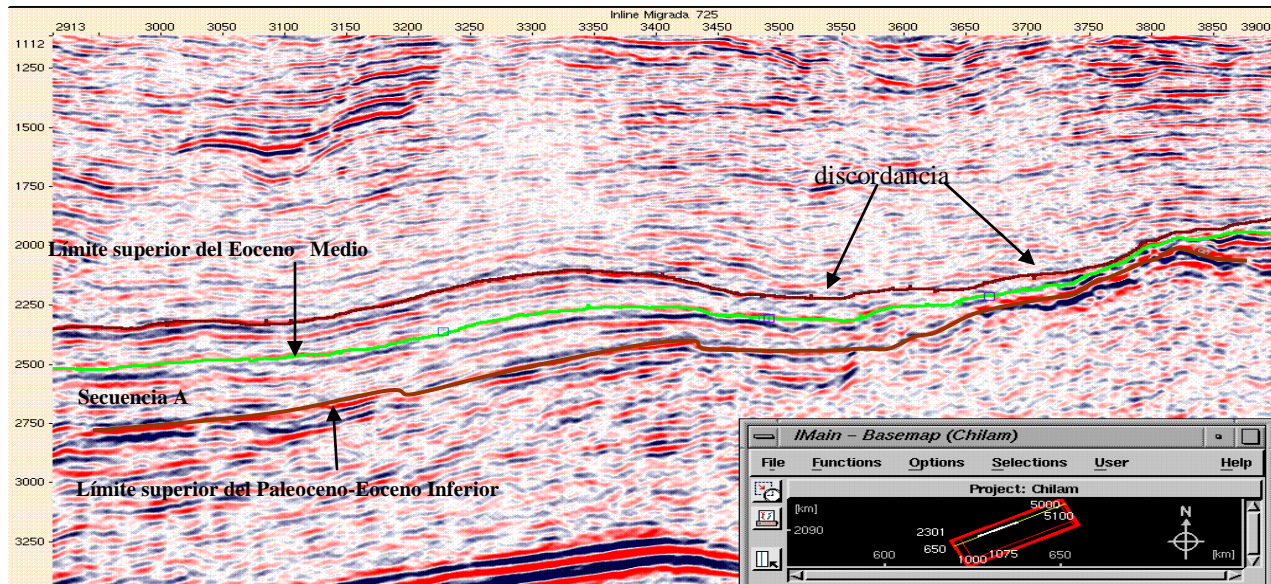 Inline Migrada 725
2913 3000 3050 3100 3150 3200 3250 3300 3350 3400 3450 3500 3550 3600 3650 3700 3750 3800 3850 3900
1112
1250
1500
1750
discordancia
2000
Límite superior del Eoceno Medio
2250
2500
Secuencia A
2750
3000
Límite superior del Paleoceno-Eoceno Inferior
3250
IMain – Basemap (Chilam)
File Functions Options Selections User Help
Project: Chilam
[km]
2090
5000
5100
N
2301
650
1000
1075
600
650
[km]